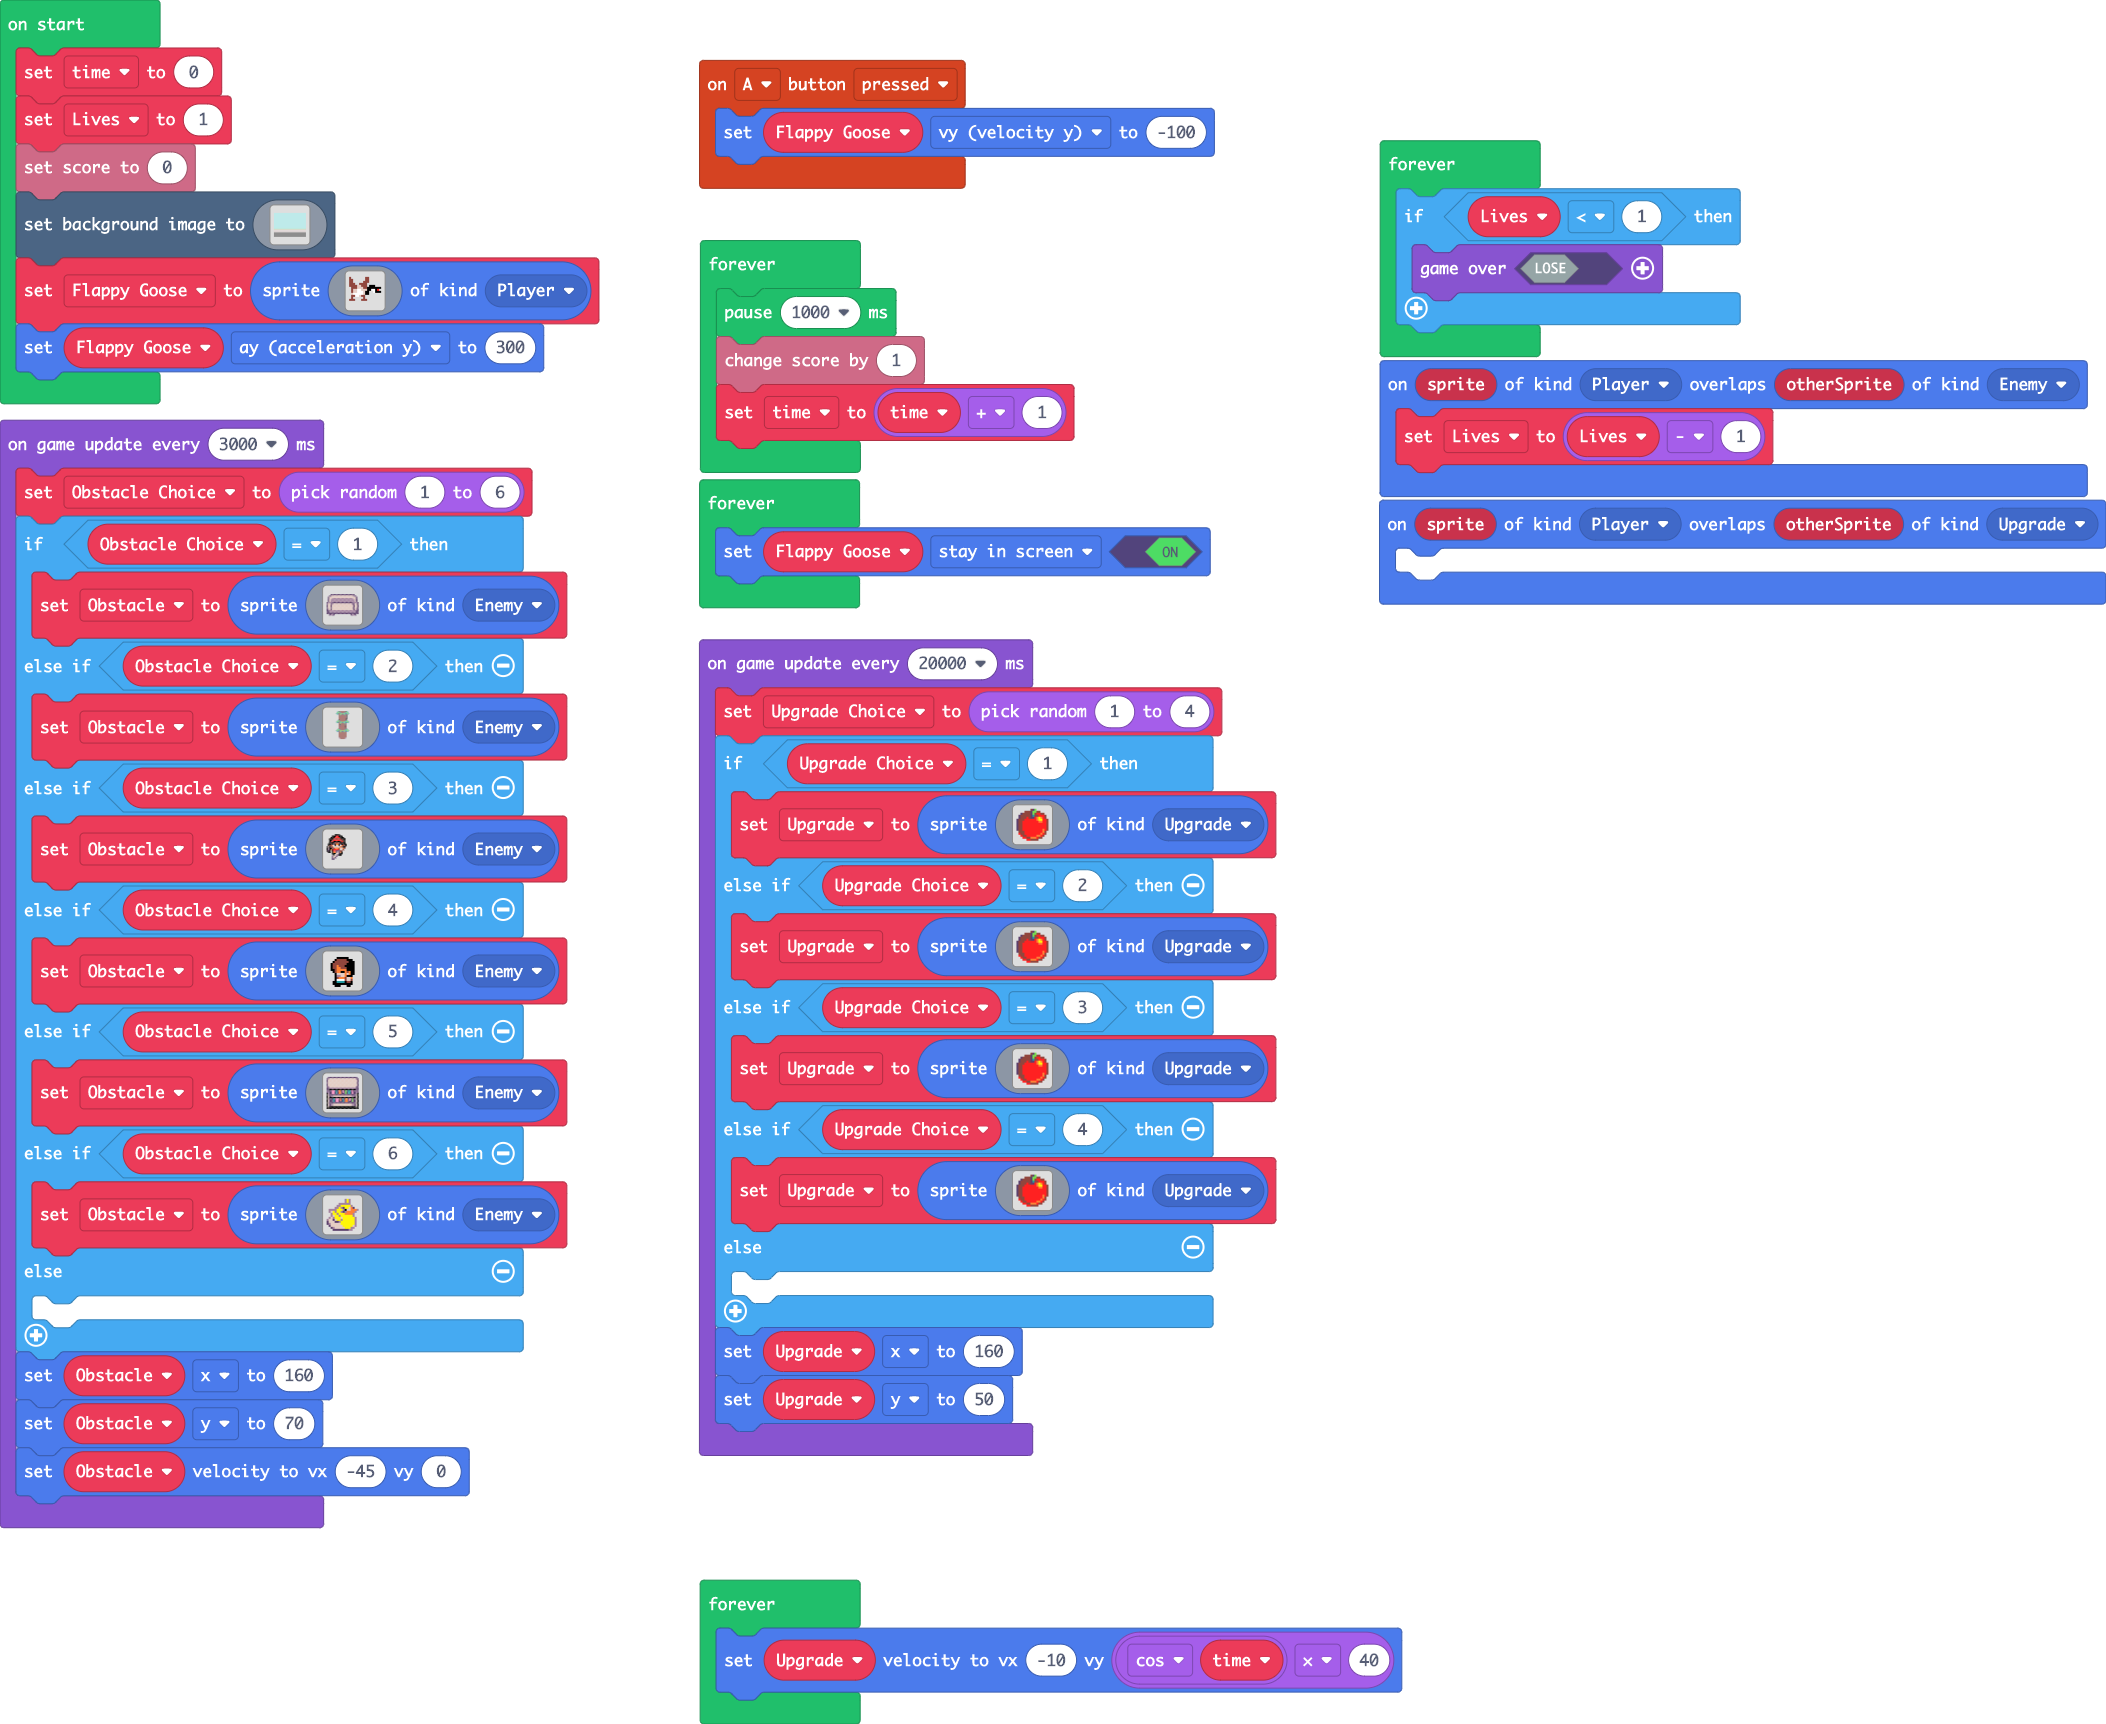 on start
set time to 0
set Lives to 1
set score to 0
set background image to
set Flappy Goose to sprite of kind Player
set Flappy Goose ay (acceleration y) to 300
on game update every 3000 ms
set Obstacle Choice to pick random 1 to 6
if Obstacle Choice = 1 then
set Obstacle to sprite of kind Enemy
else if Obstacle Choice = 2 then
set Obstacle to sprite of kind Enemy
else if Obstacle Choice = 3 then
set Obstacle to sprite of kind Enemy
else if Obstacle Choice = 4 then
set Obstacle to sprite of kind Enemy
else if Obstacle Choice = 5 then
set Obstacle to sprite of kind Enemy
else if Obstacle Choice = 6 then
set Obstacle to sprite of kind Enemy
else
set Obstacle x to 160
set Obstacle y to 70
set Obstacle velocity to vx -45 vy 0
on A button pressed
set Flappy Goose vy (velocity y) to -100
forever
pause 1000 ms
change score by 1
set time to time + 1
forever
set Flappy Goose stay in screen ON
on game update every 20000 ms
set Upgrade Choice to pick random 1 to 4
if Upgrade Choice = 1 then
set Upgrade to sprite of kind Upgrade
else if Upgrade Choice = 2 then
set Upgrade to sprite of kind Upgrade
else if Upgrade Choice = 3 then
set Upgrade to sprite of kind Upgrade
else if Upgrade Choice = 4 then
set Upgrade to sprite of kind Upgrade
else
set Upgrade x to 160
set Upgrade y to 50
forever
set Upgrade velocity to vx -10 vy cos time x 40
forever
if Lives < 1 then
game over LOSE
on sprite of kind Player overlaps otherSprite of kind Enemy
set Lives to Lives - 1
on sprite of kind Player overlaps otherSprite of kind Upgrade